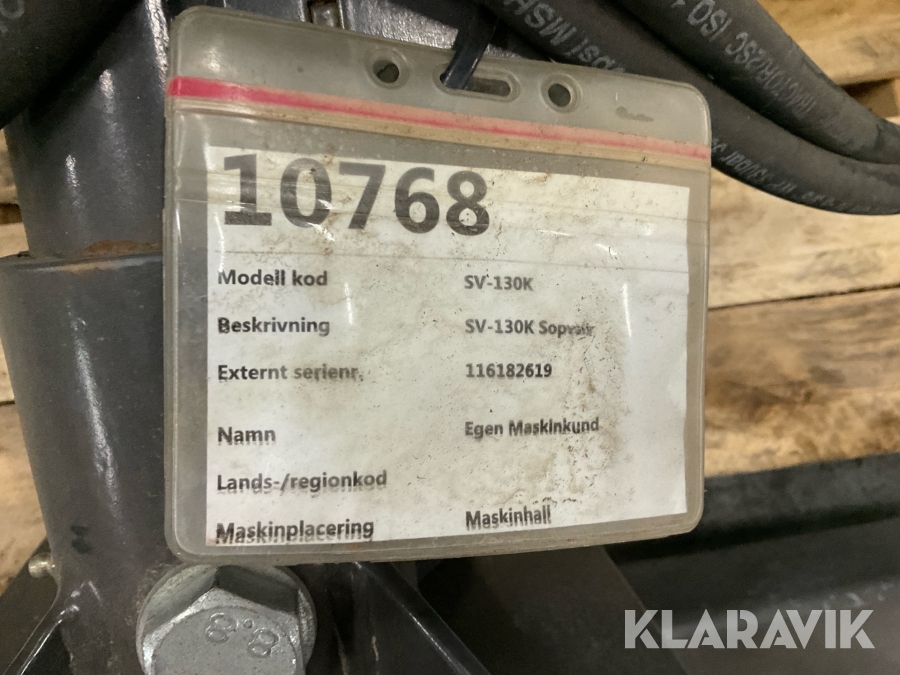 10768
Modell kod SV-130K
Beskrivning SV-130K
Externt serienr. 116182619
Namn Egen Maskinkund
Lands-/regionkod
Maskinplacering Maskinhall
8.8
KLARAVIK